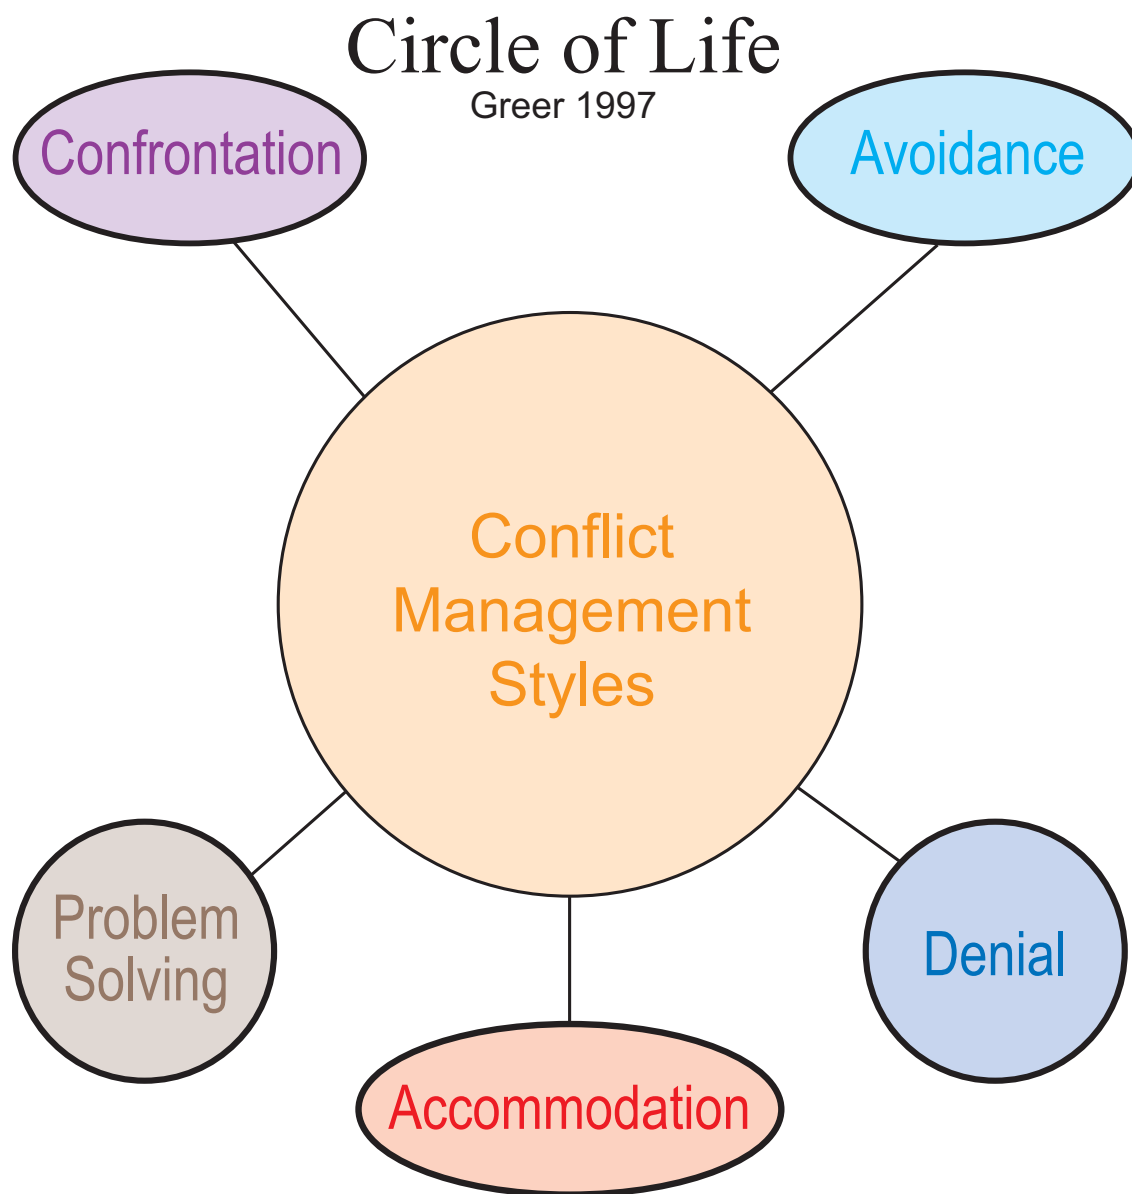 Circle of Life
Greer 1997
Confrontation
Avoidance
Conflict
Management
Styles
Problem
Solving
Denial
Accommodation